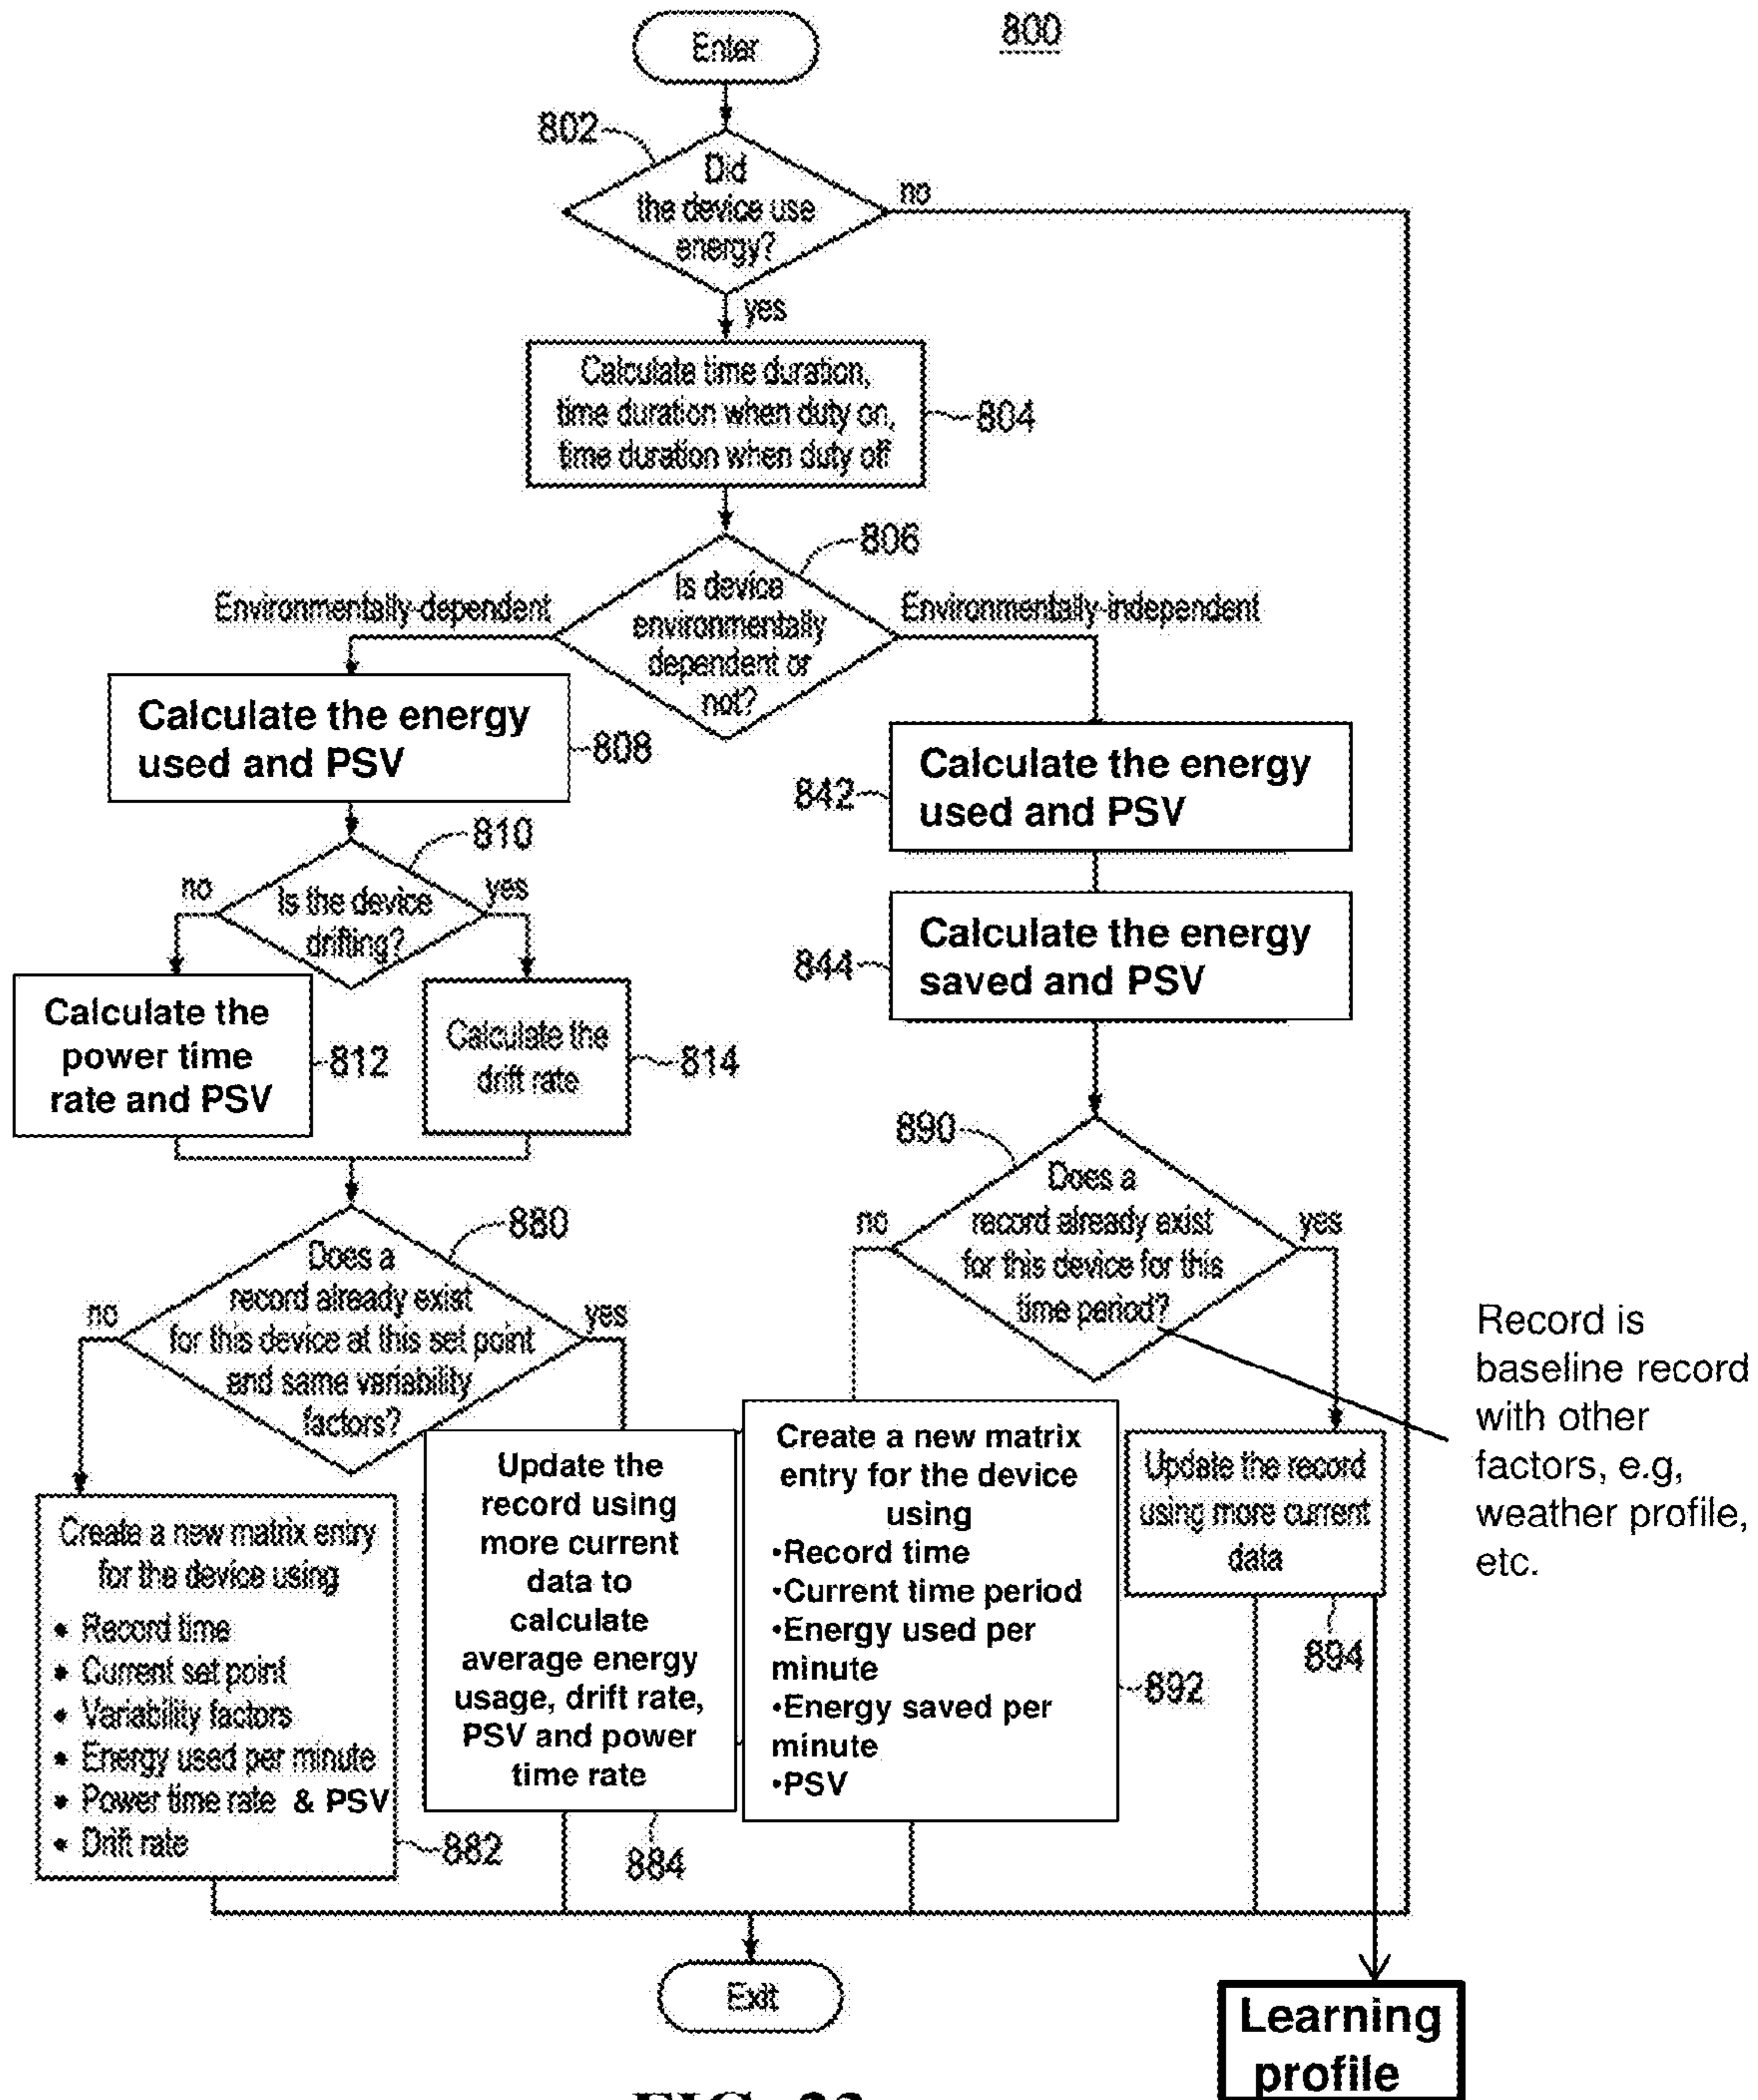 Enter
800
802
Did
the device use
energy?
no
yes
Calculate time duration,
time duration when duty on,
time duration when duty off
804
806
Is device
environmentally
dependent or
not?
Environmentally-dependent
Environmentally-independent
Calculate the energy
used and PSV
808
842
Calculate the energy
used and PSV
810
no
Is the device
drifting?
yes
844
Calculate the energy
saved and PSV
Calculate the
power time
rate and PSV
812
Calculate the
drift rate
814
890
Does a
record already exist
for this device for this
time period?
no
yes
880
Does a
record already exist
for this device at this set point
and same variability
factors?
no
yes
Record is
baseline record
with other
factors, e.g,
weather profile,
etc.
Create a new matrix entry
for the device using
• Record time
• Current set point
• Variability factors
• Energy used per minute
• Power time rate & PSV
• Drift rate
882
Update the
record using
more current
data to
calculate
average energy
usage, drift rate,
PSV and power
time rate
884
Create a new matrix
entry for the device
using
•Record time
•Current time period
•Energy used per
minute
•Energy saved per
minute
•PSV
892
Update the record
using more current
data
894
Exit
Learning
profile